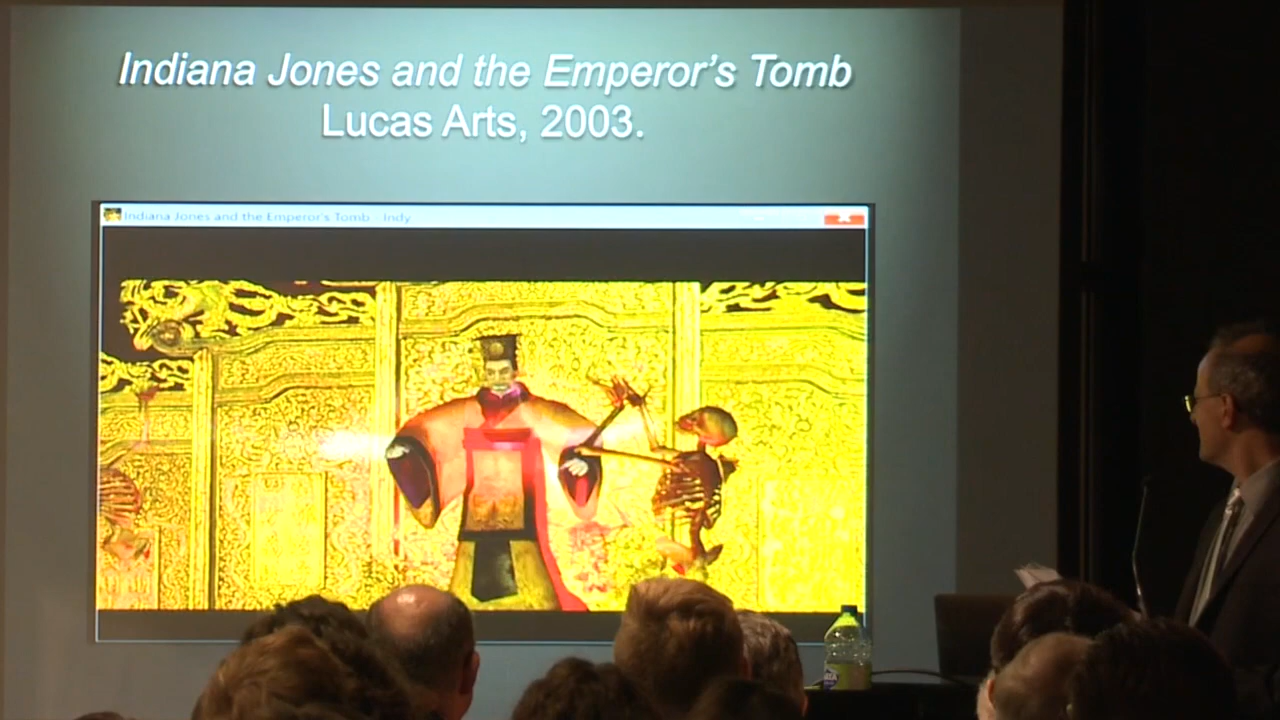 Indiana Jones and the Emperor's Tomb
Lucas Arts, 2003.
Indiana Jones and the Emperor's Tomb - Indy